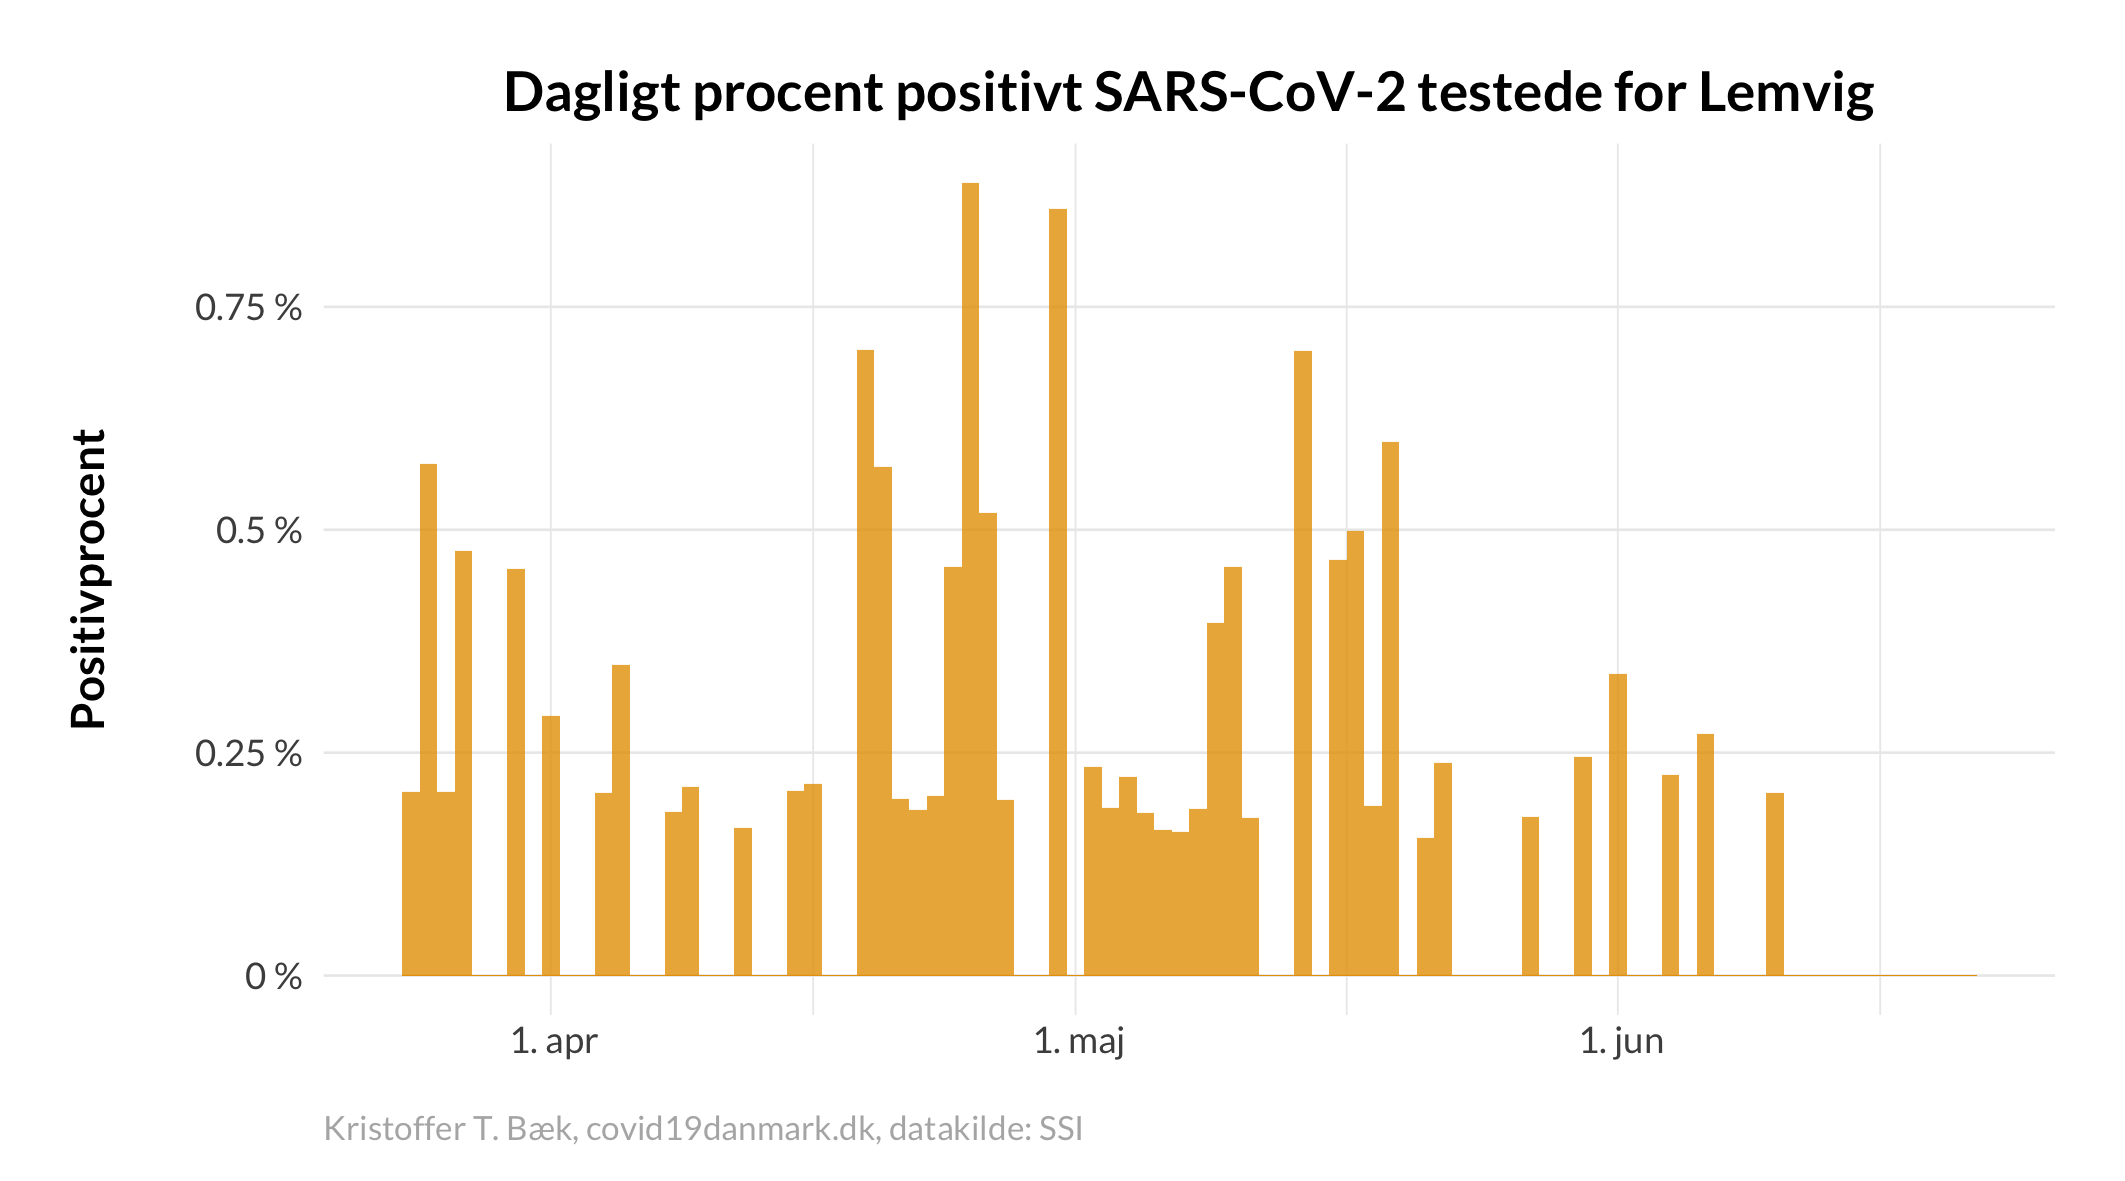 Dagligt procent positivt SARS-CoV-2 testede for Lemvig
Positivprocent
0.75 %
0.5 %
0.25 %
0 %
1. apr
1. maj
1. jun
Kristoffer T. Bæk, covid19danmark.dk, datakilde: SSI